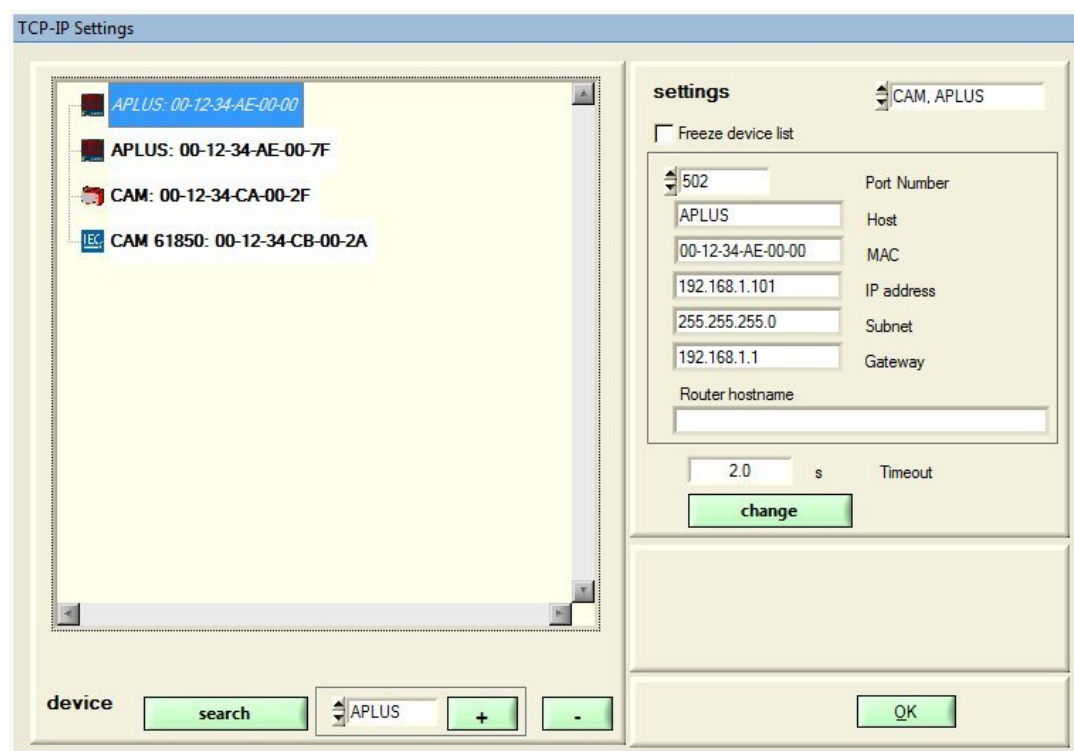 TCP-IP Settings
APLUS: 00-12-34-AE-00-00
APLUS: 00-12-34-AE-00-7F
CAM: 00-12-34-CA-00-2F
IEC CAM 61850: 00-12-34-CB-00-2A
device
search
APLUS
+
-
settings
CAM, APLUS
Freeze device list
502 Port Number
APLUS Host
00-12-34-AE-00-00 MAC
192.168.1.101 IP address
255.255.255.0 Subnet
192.168.1.1 Gateway
Router hostname
2.0 s Timeout
change
OK